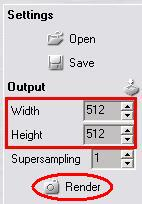 Settings
Open
Save
Output
Width 512
Height 512
Supersampling 1
Render